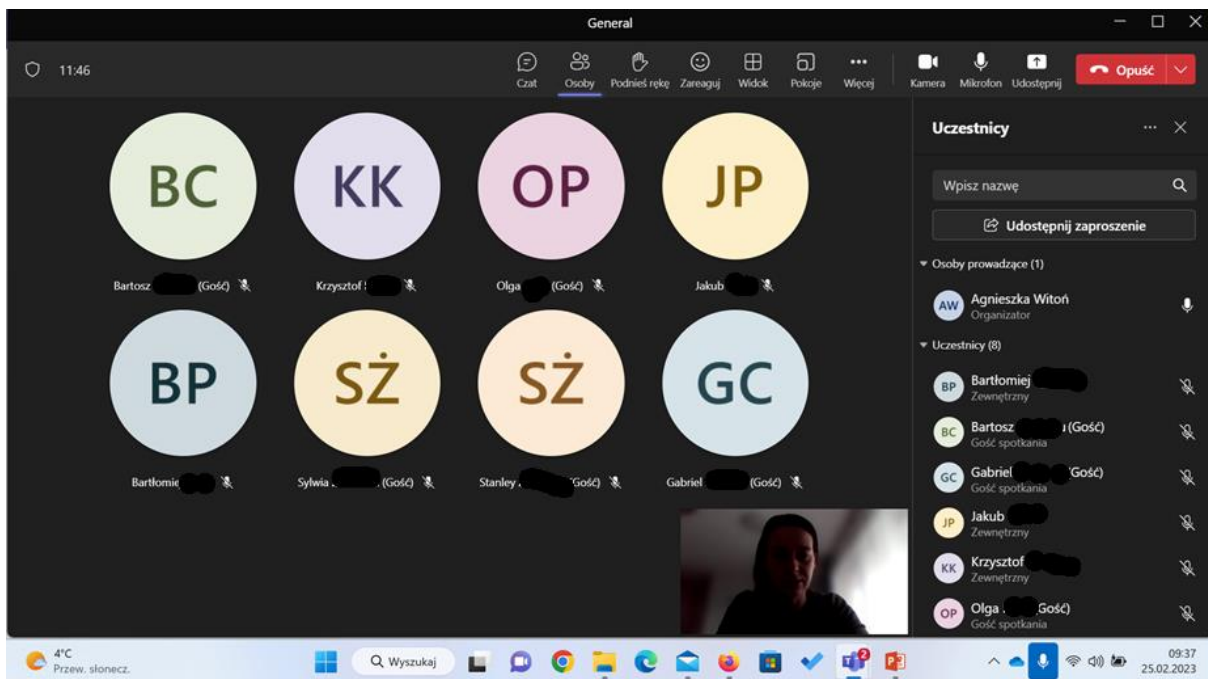 General
11:46
Czat Osoby Podnieś rękę Zareaguj Widok Pokoje Więcej Kamera Mikrofon Udostępnij Opuść
BC KK OP JP
Bartosz (Gość) Krzysztof Olga (Gość) Jakub
BP SŻ SŻ GC
Bartłomie Sylwia (Gość) Stanley Gość) Gabriel (Gość)
Uczestnicy
Wpisz nazwę
Udostępnij zaproszenie
Osoby prowadzące (1)
AW Agnieszka Witoń
Organizator
Uczestnicy (8)
BP Bartłomiej
Zewnętrzny
BC Bartosz (Gość)
Gość spotkania
GC Gabriel Gość)
Gość spotkania
JP Jakub
Zewnętrzny
KK Krzysztof
Zewnętrzny
OP Olga Gość)
Gość spotkania
4°C
Przew. słonecz.
Wyszukaj
2
09:37
25.02.2023